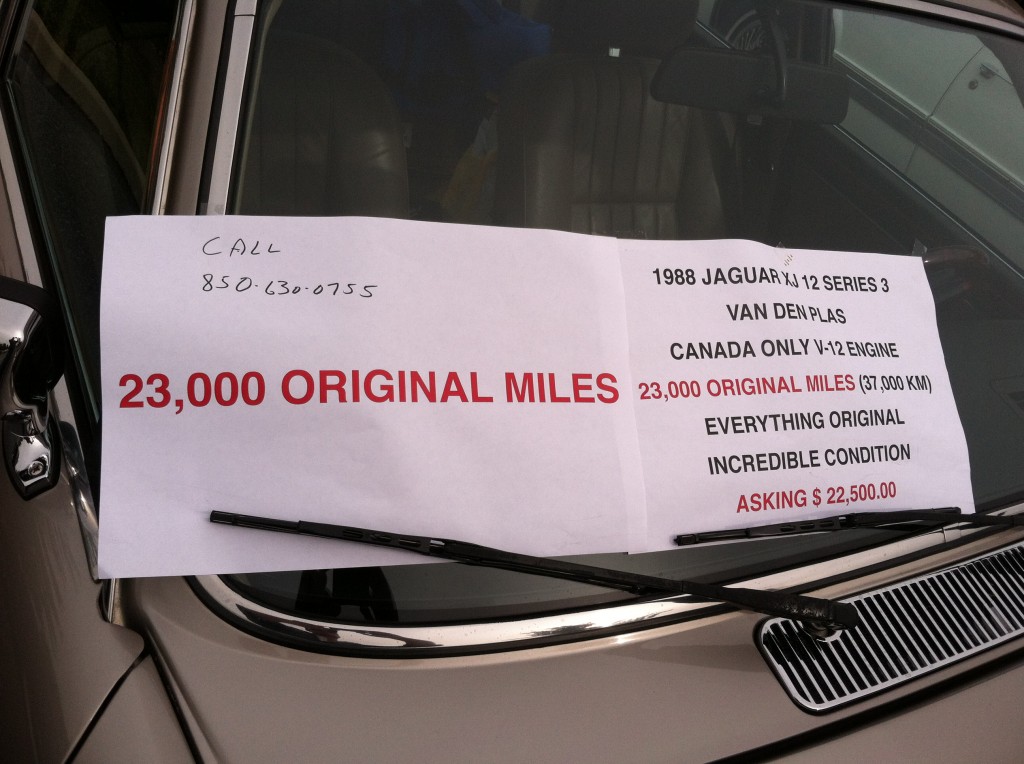 CALL
850-630-0755
23,000 ORIGINAL MILES
1988 JAGUAR XJ 12 SERIES 3
VAN DEN PLAS
CANADA ONLY V-12 ENGINE
23,000 ORIGINAL MILES (37,000 KM)
EVERYTHING ORIGINAL
INCREDIBLE CONDITION
ASKING $ 22,500.00